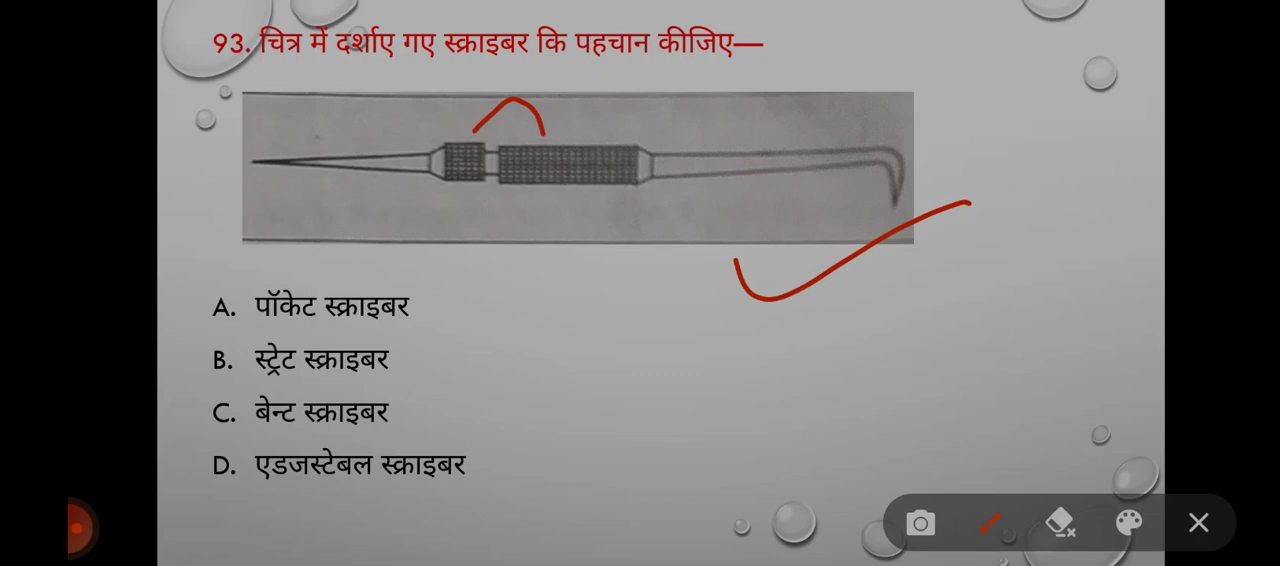 93. चित्र में दर्शाए गए स्क्राइबर कि पहचान कीजिए—
A. पॉकेट स्क्राइबर
B. स्ट्रेट स्क्राइबर
C. बेन्ट स्क्राइबर
D. एडजस्टेबल स्क्राइबर